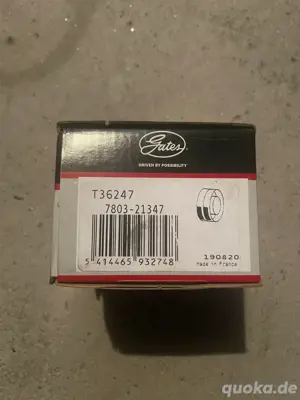 Gates
DRIVEN BY POSSIBILITY
T36247
7803-21347
5 414465 932748
190820
made in France
quoka.de